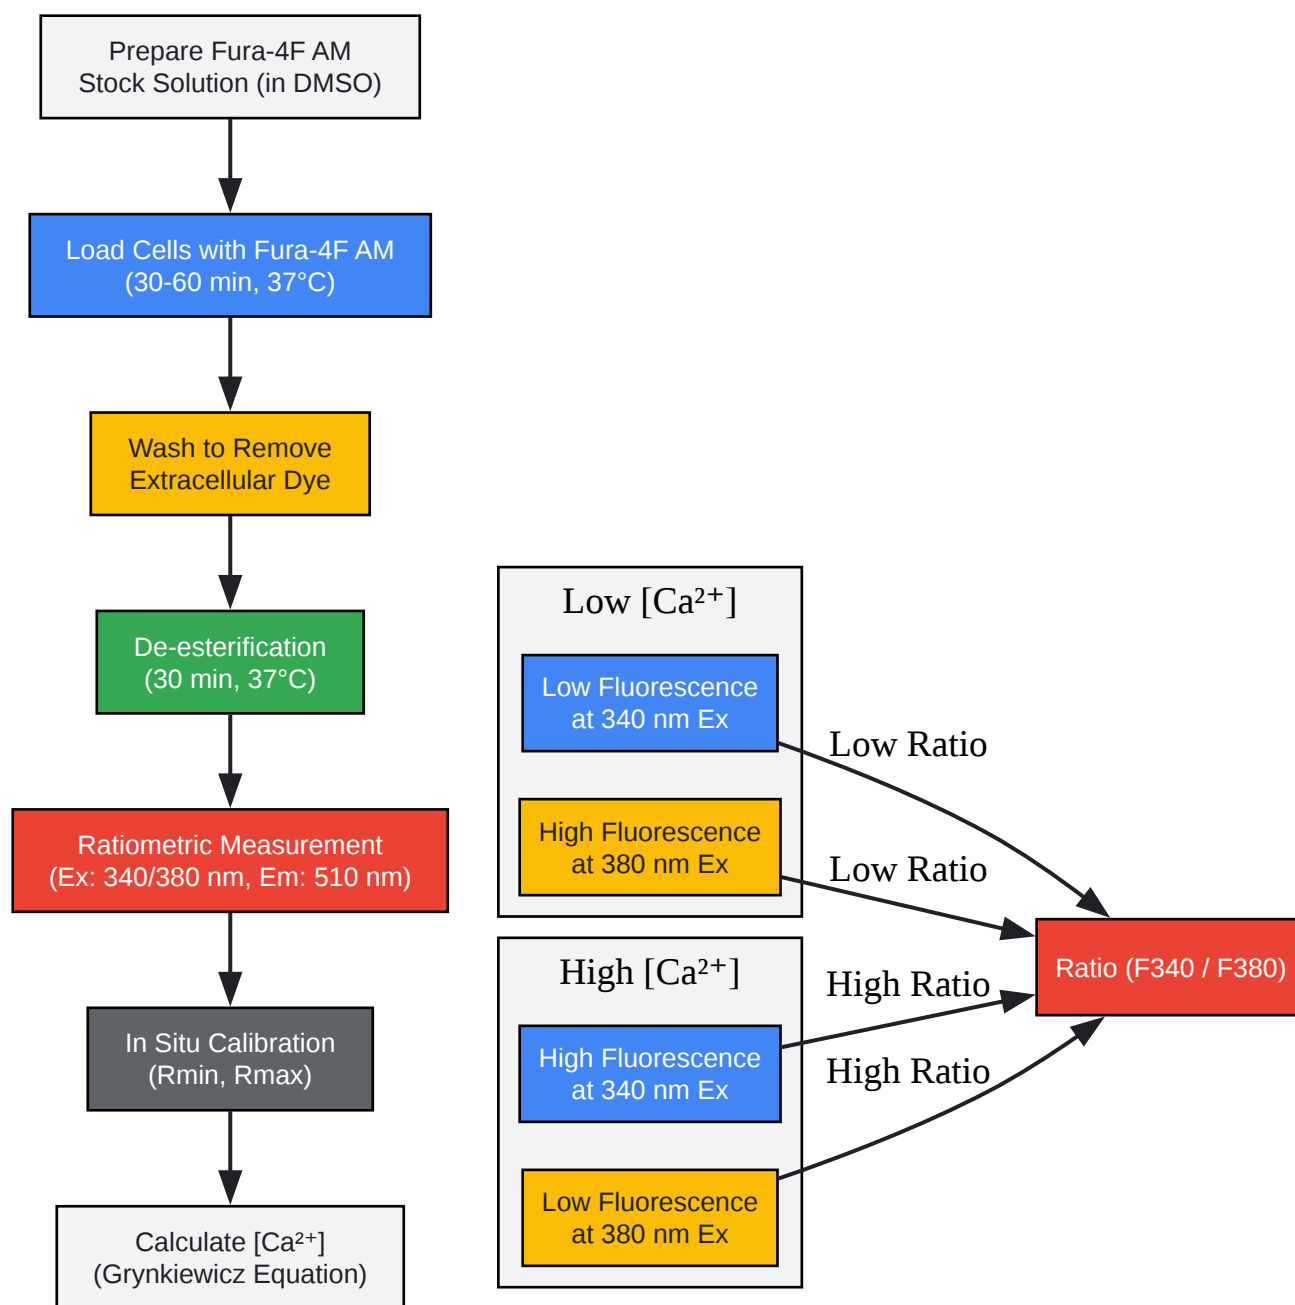 Prepare Fura-4F AM
Stock Solution (in DMSO)
Load Cells with Fura-4F AM
(30-60 min, 37°C)
Wash to Remove
Extracellular Dye
De-esterification
(30 min, 37°C)
Ratiometric Measurement
(Ex: 340/380 nm, Em: 510 nm)
In Situ Calibration
(Rmin, Rmax)
Calculate [Ca²⁺]
(Grynkiewicz Equation)
Low [Ca²⁺]
Low Fluorescence
at 340 nm Ex
High Fluorescence
at 380 nm Ex
Low Ratio
Low Ratio
High [Ca²⁺]
High Fluorescence
at 340 nm Ex
Low Fluorescence
at 380 nm Ex
High Ratio
High Ratio
Ratio (F340 / F380)